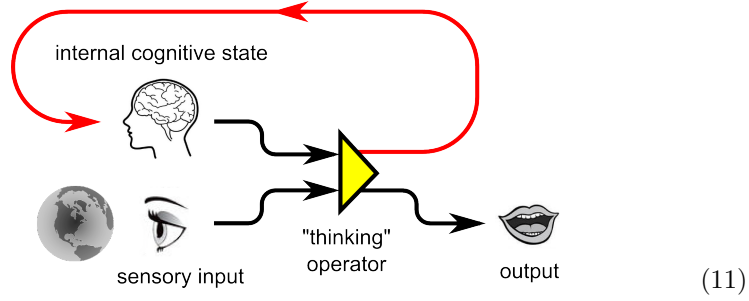 internal cognitive state
"thinking"
operator
sensory input
output
(11)